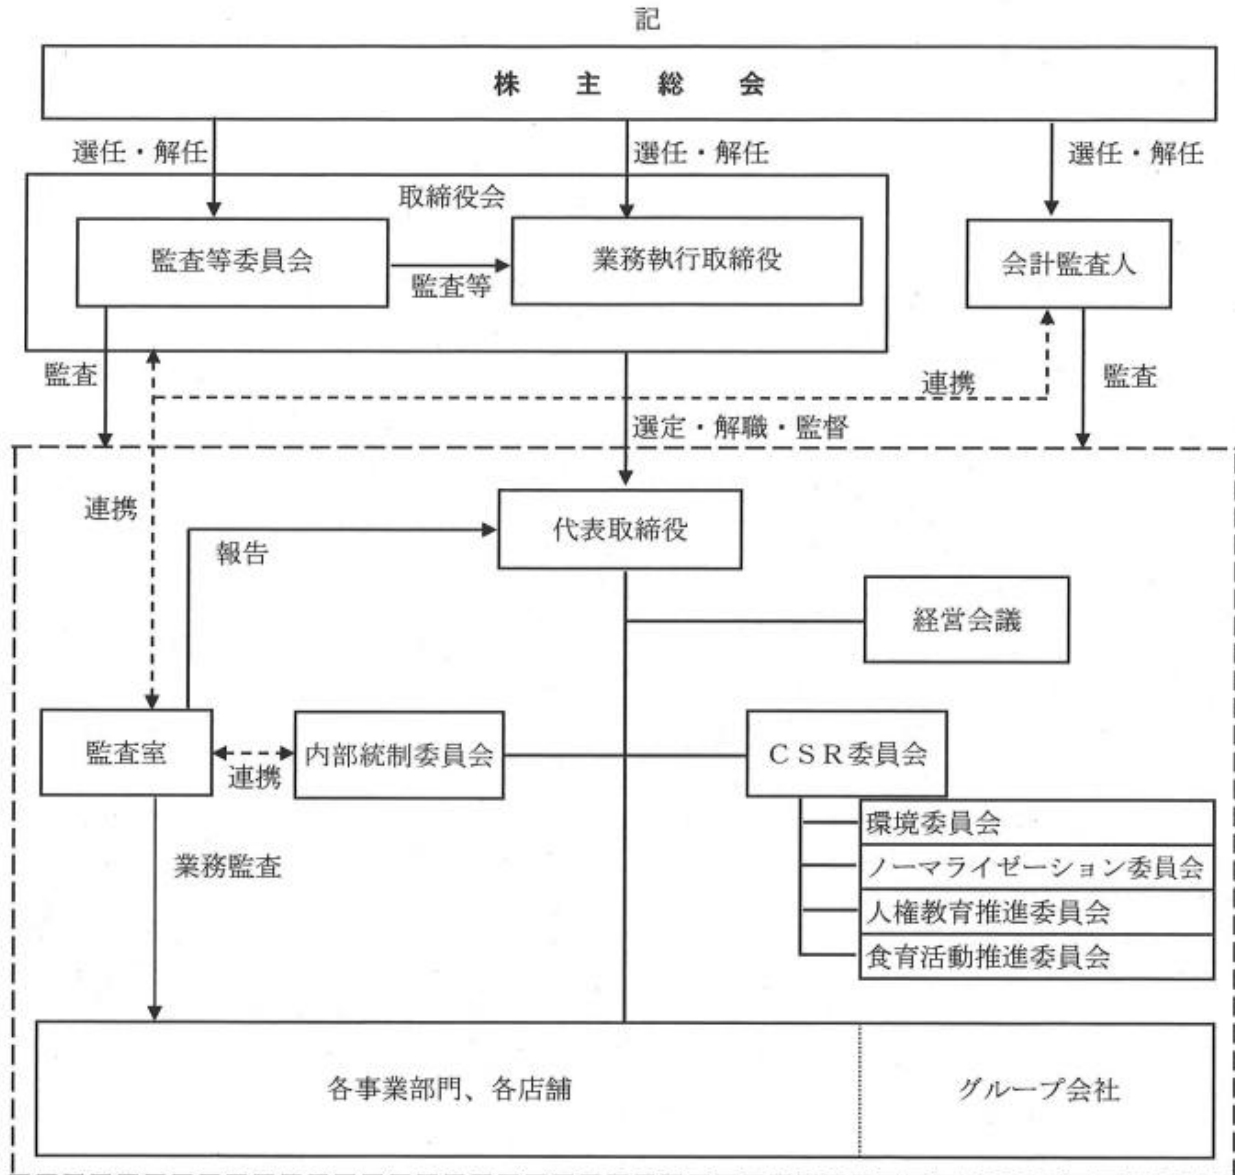 記
株主総会
選任・解任
選任・解任
選任・解任
取締役会
監査等委員会
監査等
業務執行取締役
会計監査人
監査
連携
監査
選定・解職・監督
連携
報告
代表取締役
経営会議
監査室
連携
内部統制委員会
CSR委員会
環境委員会
ノーマライゼーション委員会
人権教育推進委員会
食育活動推進委員会
業務監査
各事業部門、各店舗
グループ会社